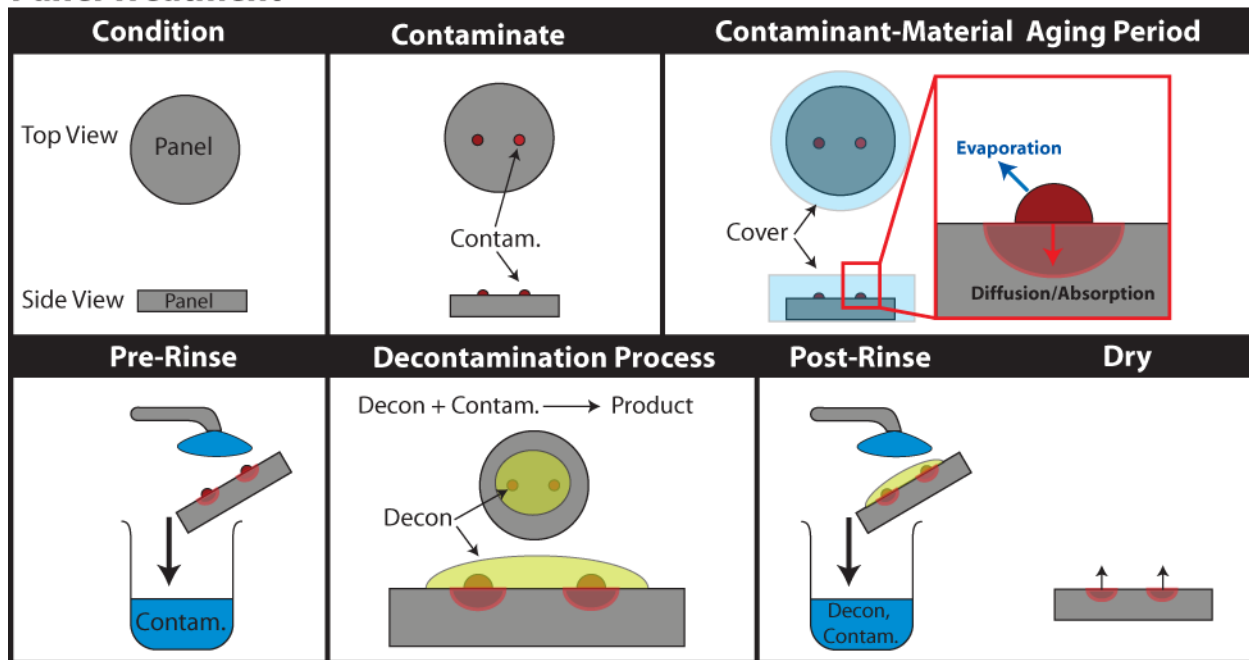 Condition
Contaminate
Contaminant-Material Aging Period
Top View
Panel
Side View
Panel
Contam.
Cover
Evaporation
Diffusion/Absorption
Pre-Rinse
Decontamination Process
Post-Rinse
Dry
Contam.
Decon + Contam. → Product
Decon
Decon,
Contam.